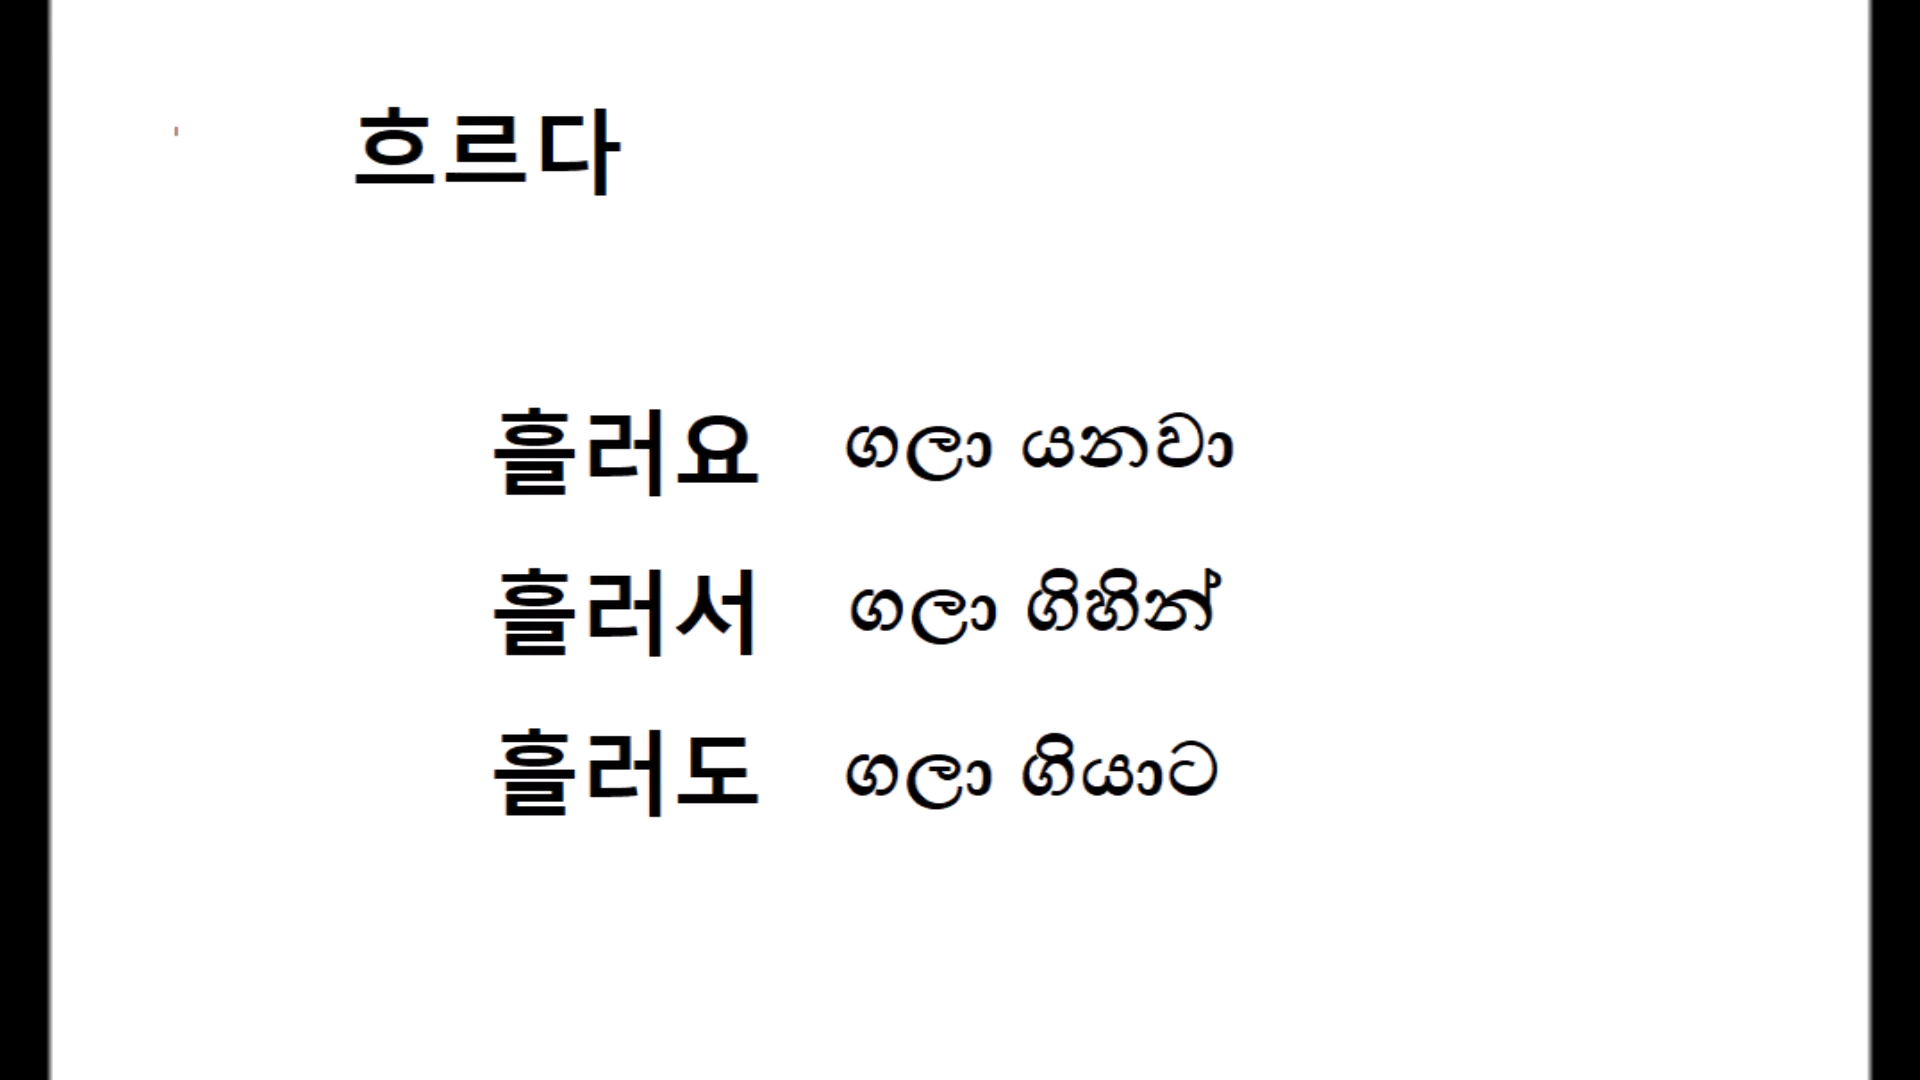 흐르다
흘러요 ගලා යනවා
흘러서 ගලා ගිහින්
흘러도 ගලා ගියාට